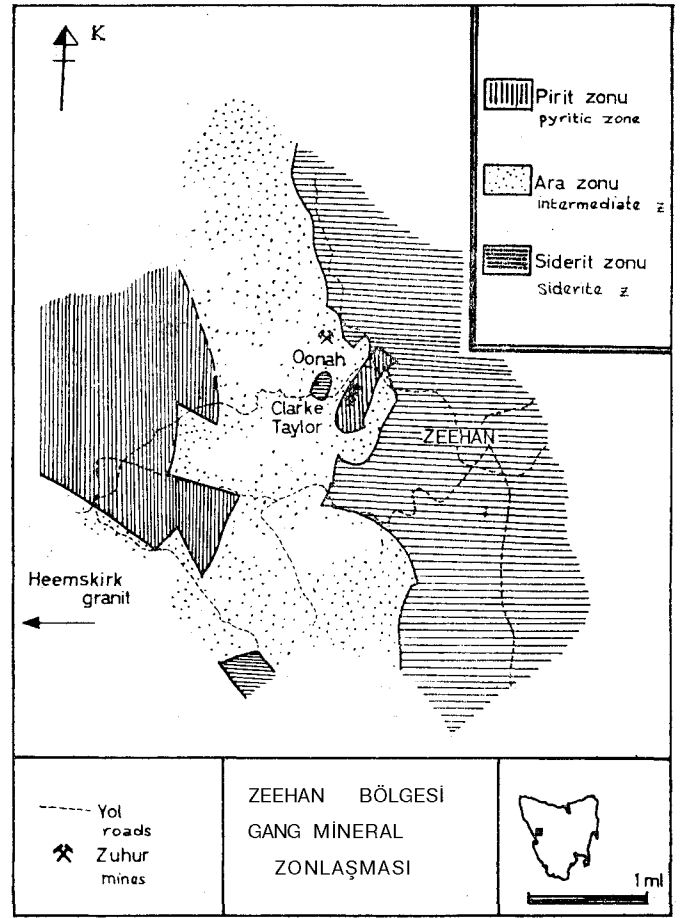 K
Pirit zonu
pyritic zone
Ara zonu
intermediate z
Siderit zonu
Siderite z
Oonah
Clarke
Taylor
ZEEHAN
Heemskirk
granit
Yol
roads
Zuhur
mines
ZEEHAN BÖLGESİ
GANG MİNERAL
ZONLAŞMASI
1 ml